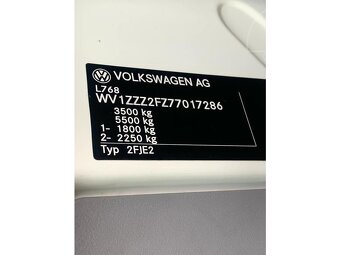 VOLKSWAGEN AG
L768
WV1ZZZ2FZ77017286
3500 kg
5500 kg
1- 1800 kg
2- 2250 kg
Typ 2FJE2